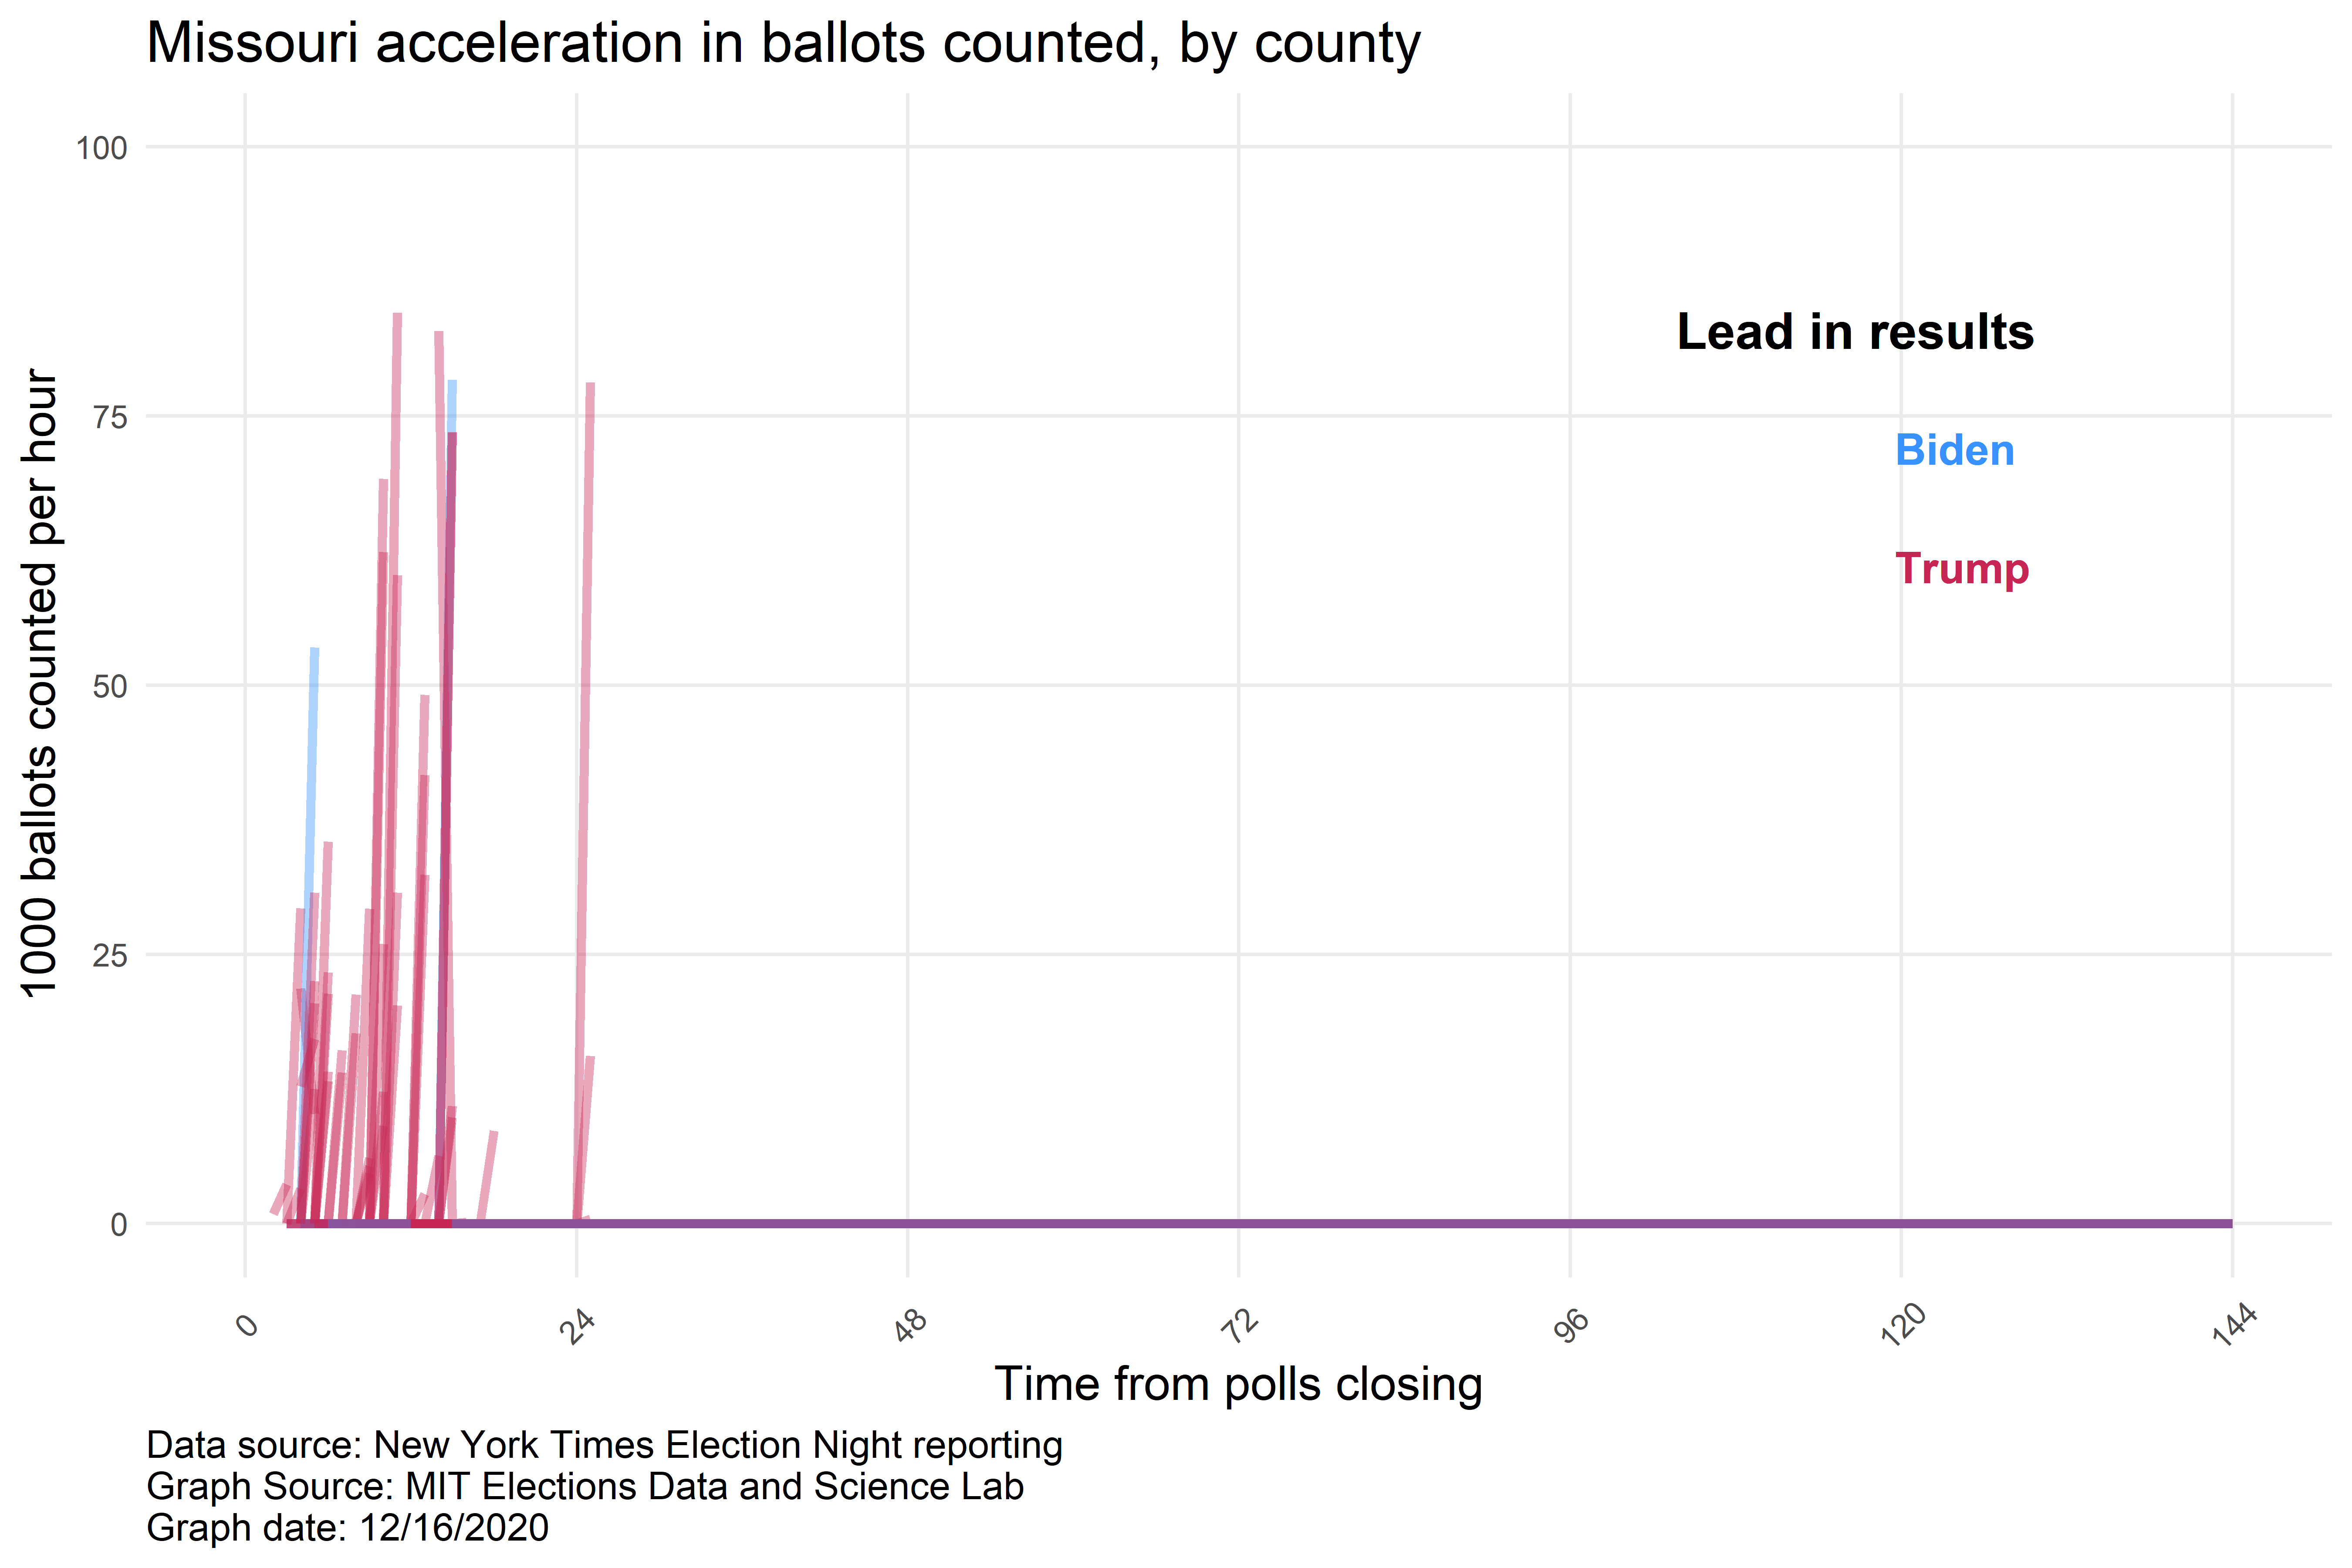 Missouri acceleration in ballots counted, by county
100
75
50
25
0
1000 ballots counted per hour
Lead in results
Biden
Trump
0
24
48
72
96
120
144
Time from polls closing
Data source: New York Times Election Night reporting
Graph Source: MIT Elections Data and Science Lab
Graph date: 12/16/2020